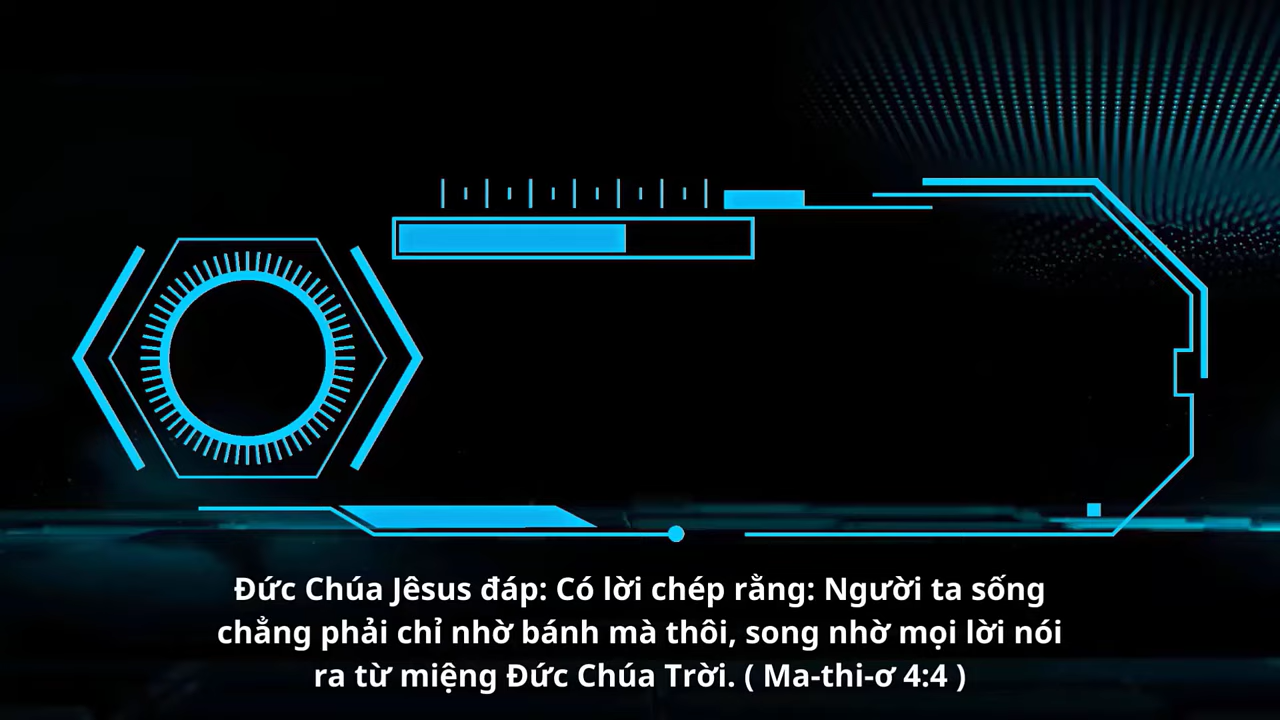 Đức Chúa Jêsus đáp: Có lời chép rằng: Người ta sống
chẳng phải chỉ nhờ bánh mà thôi, song nhờ mọi lời nói
ra từ miệng Đức Chúa Trời. ( Ma-thi-ơ 4:4 )